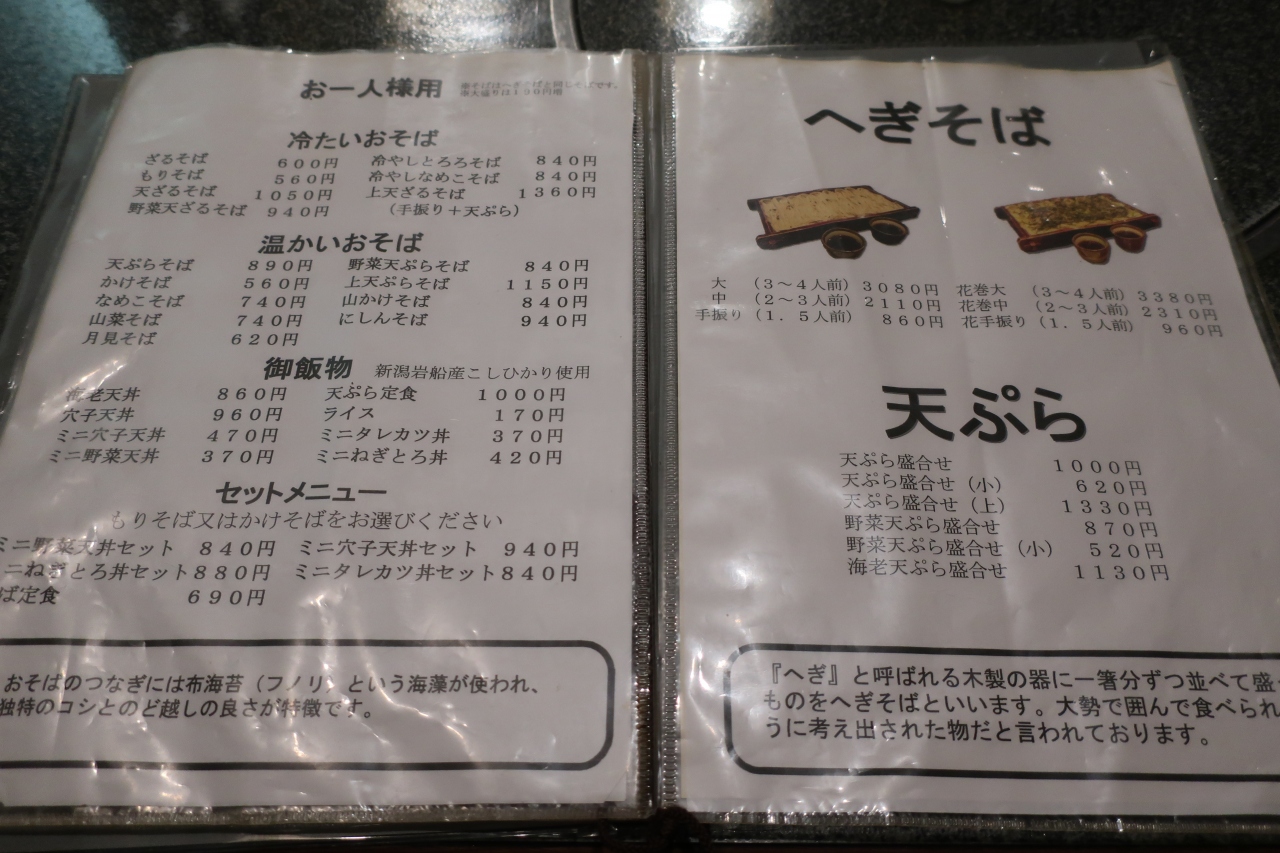 お一人様用
冷たいおそば
ざるそば 600円 冷やしとろろそば 840円
もりそば 560円 冷やしなめこそば 840円
天ざるそば 1050円 上天ざるそば 1360円
野菜天ざるそば 940円 （手振り＋天ぷら）
温かいおそば
天ぷらそば 890円 野菜天ぷらそば 840円
かけそば 560円 上天ぷらそば 1150円
なめこそば 740円 山かけそば 840円
山菜そば 740円 にしんそば 940円
月見そば 620円
御飯物 新潟岩船産こしひかり使用
海老天丼 860円 天ぷら定食 1000円
穴子天丼 960円 ライス 170円
ミニ穴子天丼 470円 ミニタレカツ丼 370円
ミニ野菜天丼 370円 ミニねぎとろ丼 420円
セットメニュー
もりそば又はかけそばをお選びください
ミニ野菜天丼セット 840円 ミニ穴子天丼セット 940円
ニねぎとろ丼セット 880円 ミニタレカツ丼セット 840円
ば定食 690円
おそばのつなぎには布海苔（フノリ）という海藻が使われ、
独特のコシとのど越しの良さが特徴です。
へぎそば
大 （3～4人前） 3080円 花巻大 （3～4人前） 3380円
中 （2～3人前） 2110円 花巻中 （2～3人前） 2310円
手振り （1．5人前） 860円 花手振り （1．5人前） 960円
天ぷら
天ぷら盛合せ 1000円
天ぷら盛合せ（小） 620円
天ぷら盛合せ（上） 1330円
野菜天ぷら盛合せ 870円
野菜天ぷら盛合せ（小） 520円
海老天ぷら盛合せ 1130円
『へぎ』と呼ばれる木製の器に一箸分ずつ並べて盛
ものをへぎそばといいます。大勢で囲んで食べられ
うに考え出された物だと言われております。